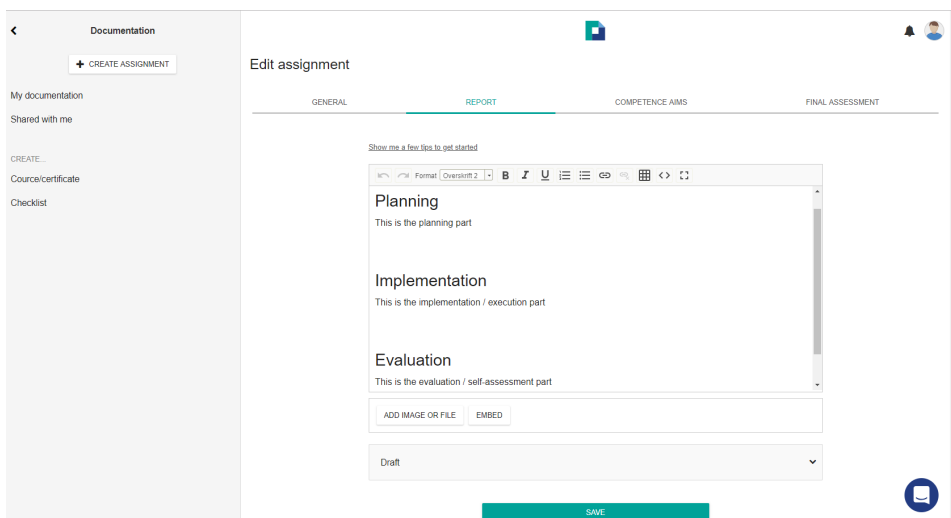 Documentation
+ CREATE ASSIGNMENT
My documentation
Shared with me
CREATE...
Cource/certificate
Checklist
Edit assignment
GENERAL REPORT COMPETENCE AIMS FINAL ASSESSMENT
Show me a few tips to get started
Format Overskrift 2 B I U
Planning
This is the planning part
Implementation
This is the implementation / execution part
Evaluation
This is the evaluation / self-assessment part
ADD IMAGE OR FILE EMBED
Draft
SAVE